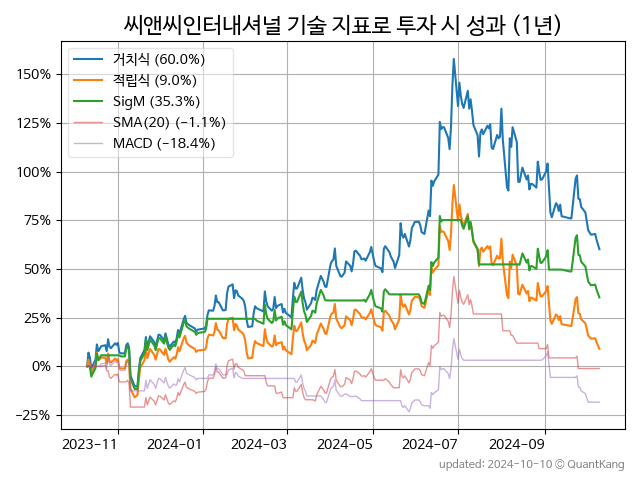 씨앤씨인터내셔널 기술 지표로 투자 시 성과 (1년)
거치식 (60.0%)
적립식 (9.0%)
SigM (35.3%)
SMA(20) (−1.1%)
MACD (−18.4%)
150%
125%
100%
75%
50%
25%
0%
−25%
2023-11 2024-01 2024-03 2024-05 2024-07 2024-09
updated: 2024-10-10 © QuantKang